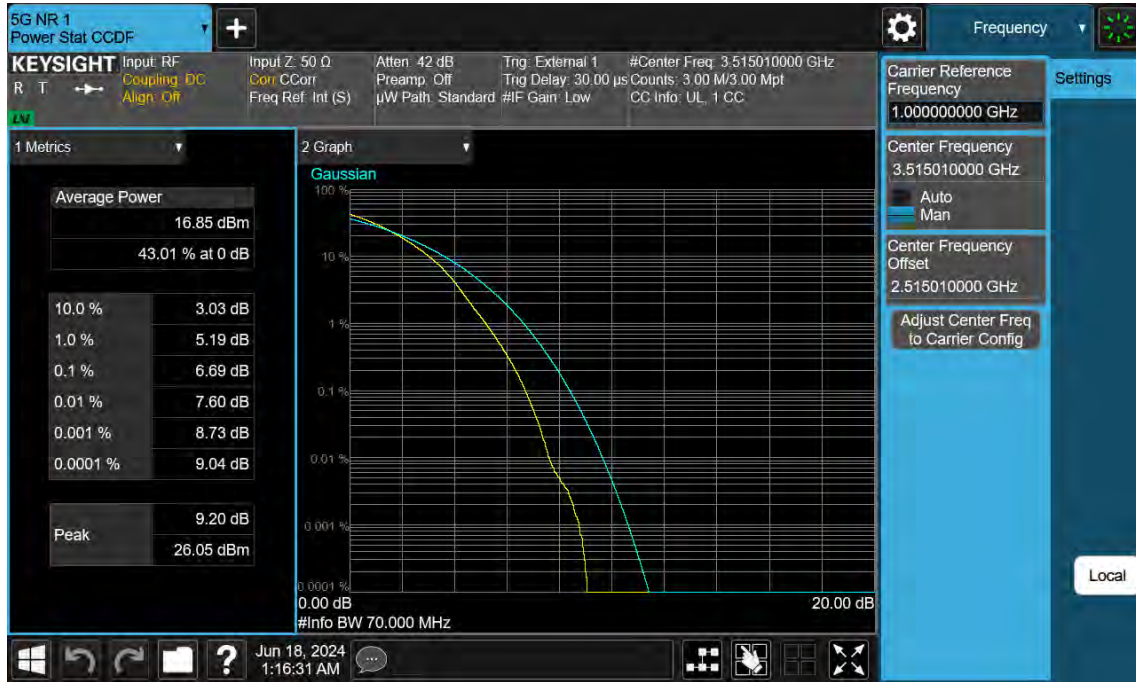 5G NR 1
Power Stat CCDF
+
Frequency
KEYSIGHT
R T
LXI
Input: RF
Coupling: DC
Align: Off
Input Z: 50 Ω
Corr CCorr
Freq Ref: Int (S)
Atten: 42 dB
Preamp: Off
µW Path: Standard
Trig: External 1
Trig Delay: 30.00 µs
#IF Gain: Low
#Center Freq: 3.515010000 GHz
Counts: 3.00 M/3.00 Mpt
CC Info: UL, 1 CC
1 Metrics
Average Power
16.85 dBm
43.01 % at 0 dB
10.0 % 3.03 dB
1.0 % 5.19 dB
0.1 % 6.69 dB
0.01 % 7.60 dB
0.001 % 8.73 dB
0.0001 % 9.04 dB
Peak
9.20 dB
26.05 dBm
2 Graph
Gaussian
100 %
10 %
1 %
0.1 %
0.01 %
0.001 %
0.0001 %
0.00 dB
20.00 dB
#Info BW 70.000 MHz
Carrier Reference
Frequency
1.000000000 GHz
Center Frequency
3.515010000 GHz
Auto
Man
Center Frequency
Offset
2.515010000 GHz
Adjust Center Freq
to Carrier Config
Settings
Local
?
Jun 18, 2024
1:16:31 AM